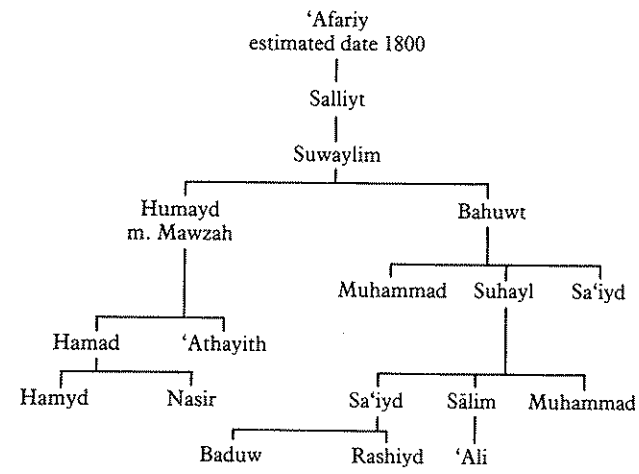 ‘Afariy
estimated date 1800
Salliyt
Suwaylim
Humayd Bahuwt
m. Mawzah
Muhammad Suhayl Sa‘iyd
Hamad ‘Athayith
Hamyd Nasir Sa‘iyd Sälim Muhammad
Baduw Rashiyd ‘Ali